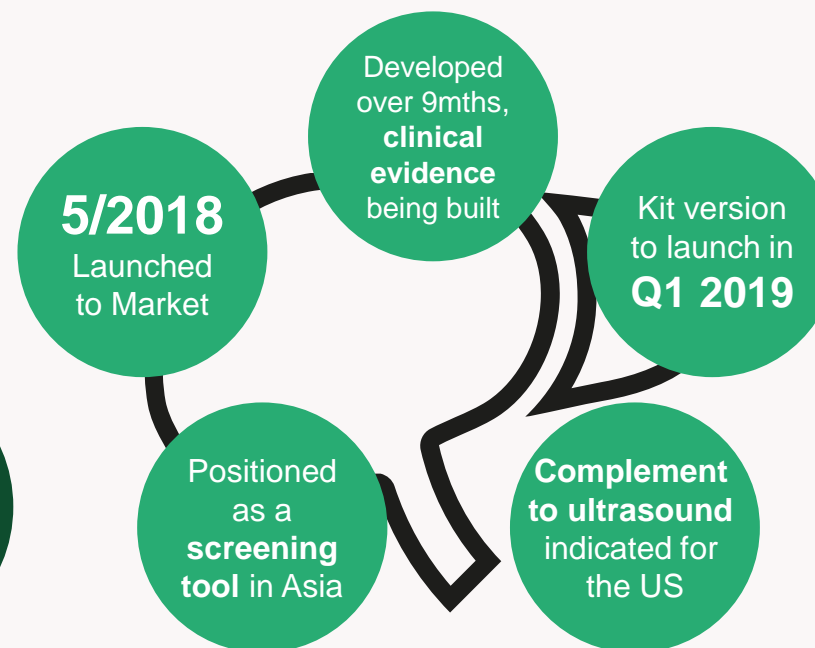 Developed
over 9mths,
clinical
evidence
being built
5/2018
Launched
to Market
Kit version
to launch in
Q1 2019
Positioned
as a
screening
tool in Asia
Complement
to ultrasound
indicated for
the US